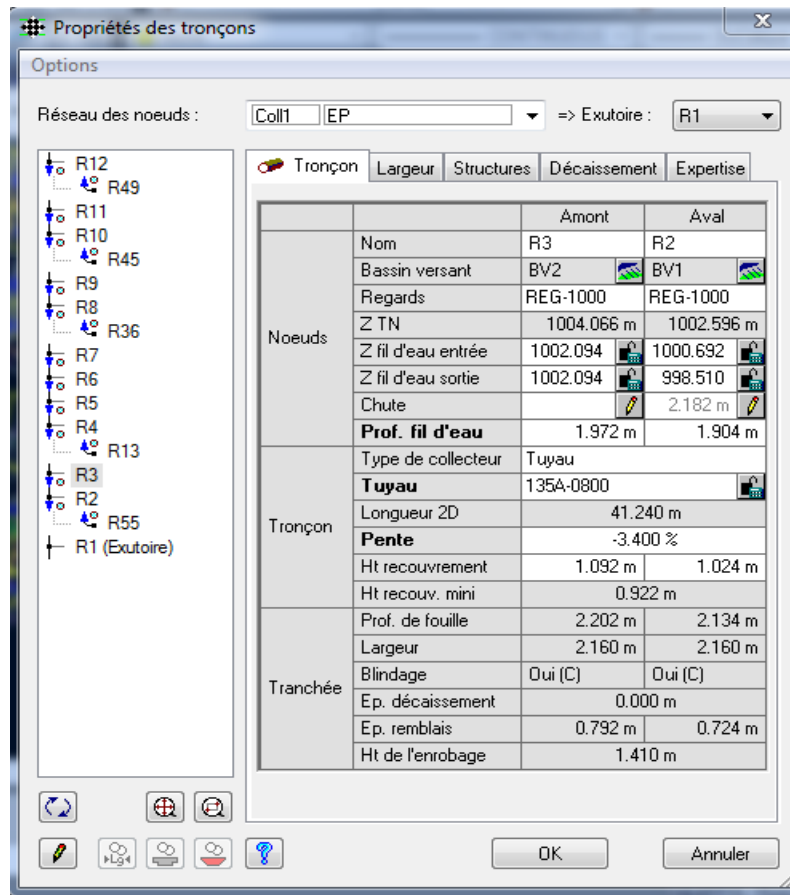 Propriétés des tronçons
Options
Réseau des noeuds : Coll1 EP => Exutoire : R1
R12
R49
R11
R10
R45
R9
R8
R36
R7
R6
R5
R4
R13
R3
R2
R55
R1 (Exutoire)
Tronçon Largeur Structures Décaissement Expertise
Amont Aval
Noeuds
Nom R3 R2
Bassin versant BV2 BV1
Regards REG-1000 REG-1000
Z TN 1004.066 m 1002.596 m
Z fil d'eau entrée 1002.094 1000.692
Z fil d'eau sortie 1002.094 998.510
Chute 2.182 m
Prof. fil d'eau 1.972 m 1.904 m
Tronçon
Type de collecteur Tuyau
Tuyau 135A-0800
Longueur 2D 41.240 m
Pente -3.400 %
Ht recouvrement 1.092 m 1.024 m
Ht recouv. mini 0.922 m
Tranchée
Prof. de fouille 2.202 m 2.134 m
Largeur 2.160 m 2.160 m
Blindage Oui (C) Oui (C)
Ep. décaissement 0.000 m
Ep. remblais 0.792 m 0.724 m
Ht de l'enrobage 1.410 m
Lg
?
OK Annuler